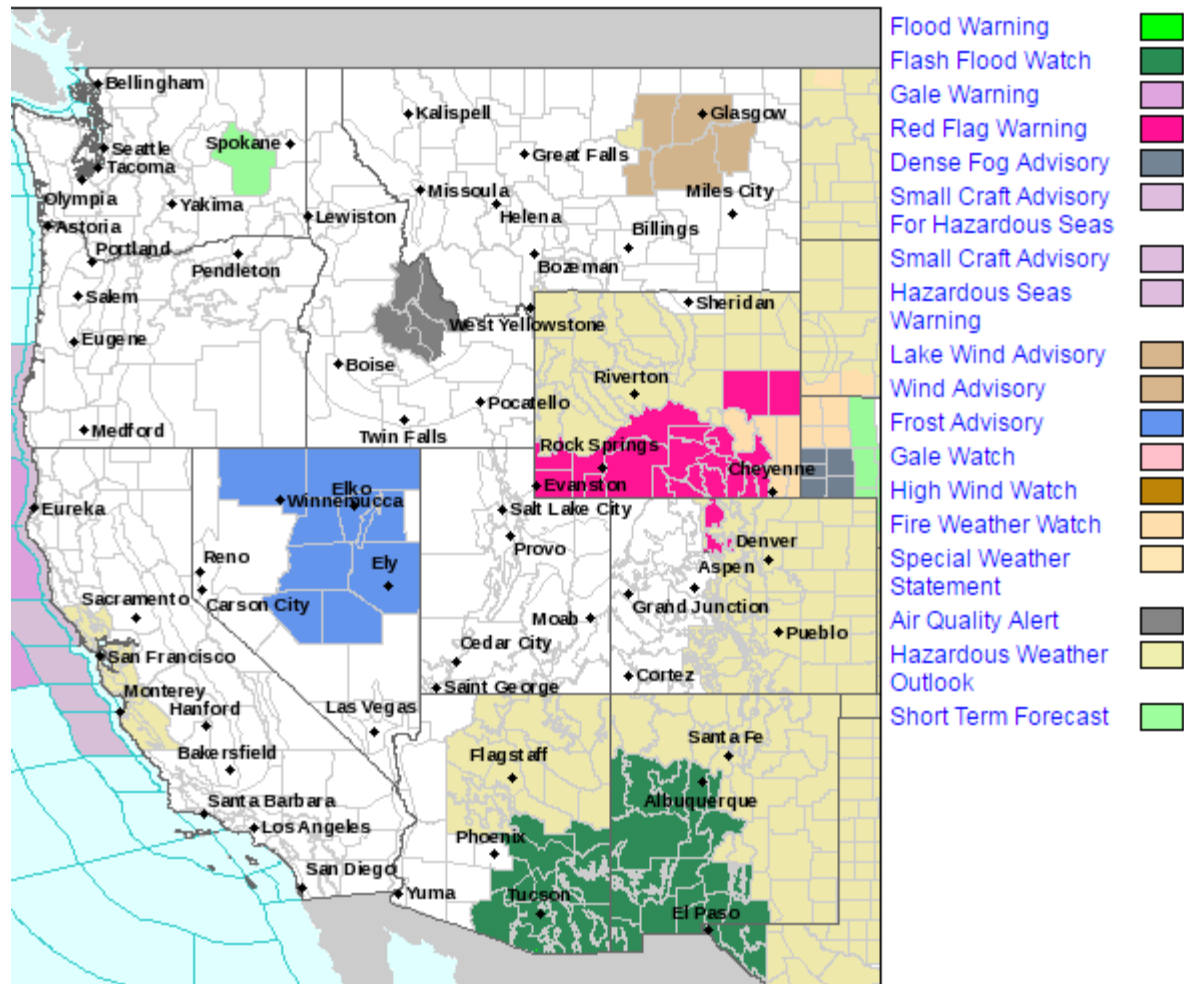 Bellingham
Seattle
Tacoma
Olympia
Astoria
Spokane
Yakima
Lewiston
Portland
Pendleton
Salem
Eugene
Medford
Kalispell
Great Falls
Glasgow
Missoula
Helena
Miles City
Billings
Bozeman
West Yellowstone
Sheridan
Boise
Pocatello
Twin Falls
Riverton
Rock Springs
Evanston
Cheyenne
Eureka
Winnemucca
Elko
Ely
Reno
Carson City
Sacramento
San Francisco
Monterey
Hanford
Bakersfield
Las Vegas
Santa Barbara
Los Angeles
San Diego
Salt Lake City
Provo
Moab
Cedar City
Saint George
Denver
Aspen
Grand Junction
Pueblo
Cortez
Flagstaff
Phoenix
Tucson
Yuma
Santa Fe
Albuquerque
El Paso
Flood Warning
Flash Flood Watch
Gale Warning
Red Flag Warning
Dense Fog Advisory
Small Craft Advisory
For Hazardous Seas
Small Craft Advisory
Hazardous Seas
Warning
Lake Wind Advisory
Wind Advisory
Frost Advisory
Gale Watch
High Wind Watch
Fire Weather Watch
Special Weather
Statement
Air Quality Alert
Hazardous Weather
Outlook
Short Term Forecast